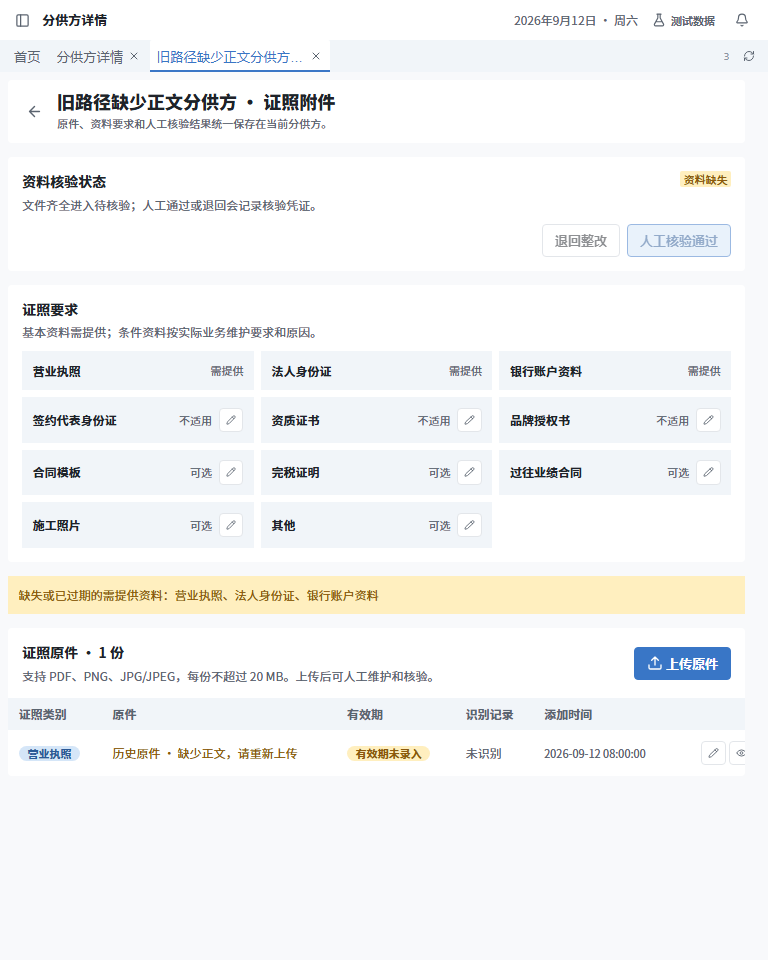 分供方详情
2026年9月12日 · 周六
测试数据
首页
分供方详情
旧路径缺少正文分供方...
3
旧路径缺少正文分供方 · 证照附件
原件、资料要求和人工核验结果统一保存在当前分供方。
资料核验状态
资料缺失
文件齐全进入待核验；人工通过或退回会记录核验凭证。
退回整改
人工核验通过
证照要求
基本资料需提供；条件资料按实际业务维护要求和原因。
营业执照 需提供
法人身份证 需提供
银行账户资料 需提供
签约代表身份证 不适用
资质证书 不适用
品牌授权书 不适用
合同模板 可选
完税证明 可选
过往业绩合同 可选
施工照片 可选
其他 可选
缺失或已过期的需提供资料：营业执照、法人身份证、银行账户资料
证照原件 · 1 份
支持 PDF、PNG、JPG/JPEG，每份不超过 20 MB。上传后可人工维护和核验。
上传原件
证照类别 原件 有效期 识别记录 添加时间
营业执照 历史原件 · 缺少正文，请重新上传 有效期未录入 未识别 2026-09-12 08:00:00